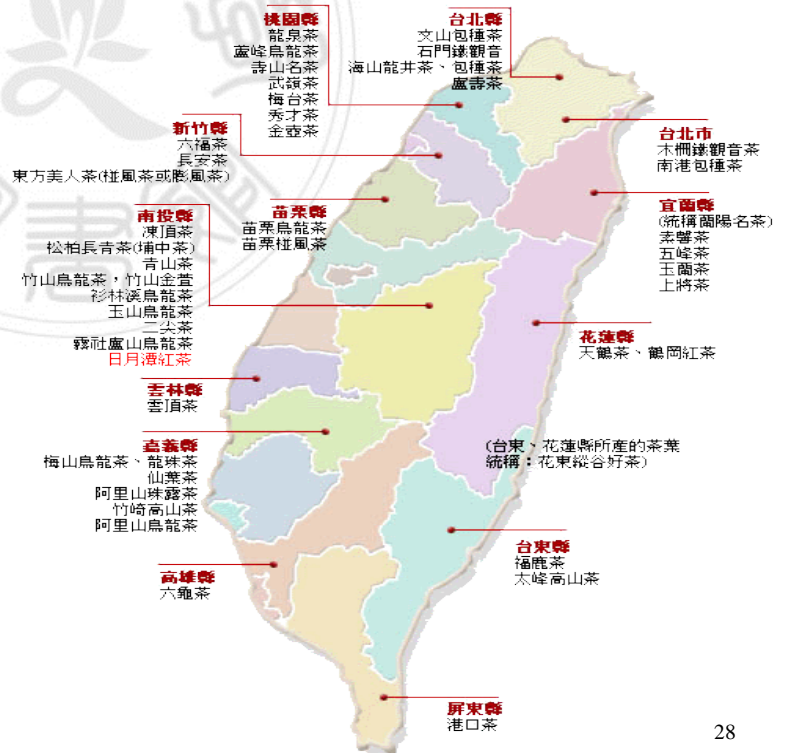 桃園縣
龍泉茶
蘆峰烏龍茶
壽山名茶
武嶺茶
梅台茶
秀才茶
金壺茶
台北縣
文山包種茶
石門鐵觀音
海山龍井茶、包種茶
盧壽茶
新竹縣
六福茶
長安茶
東方美人茶(椪風茶或膨風茶)
台北市
木柵鐵觀音茶
南港包種茶
南投縣
凍頂茶
松柏長青茶(埔中茶)
青山茶
竹山烏龍茶，竹山金萱
衫林溪烏龍茶
玉山烏龍茶
二尖茶
霧社盧山烏龍茶
日月潭紅茶
苗栗縣
苗栗烏龍茶
苗栗椪風茶
宜蘭縣
(統稱蘭陽名茶)
素馨茶
五峰茶
玉蘭茶
上將茶
花蓮縣
天鶴茶、鶴岡紅茶
雲林縣
雲頂茶
嘉義縣
梅山烏龍茶、龍珠茶
仙葉茶
阿里山珠露茶
竹崎高山茶
阿里山烏龍茶
(台東、花蓮縣所產的茶葉
統稱：花東縱谷好茶)
台東縣
福鹿茶
太峰高山茶
高雄縣
六龜茶
屏東縣
港口茶
28